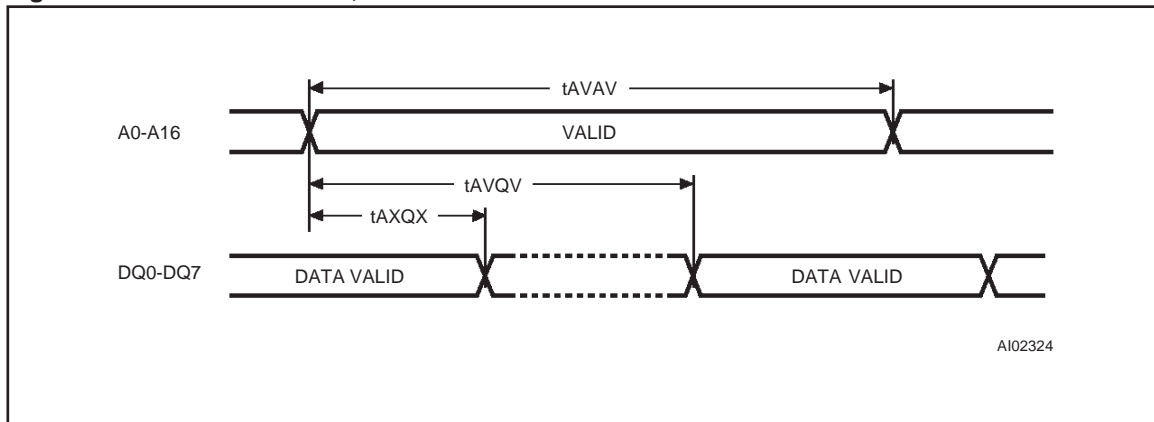 tAVAV
A0-A16
VALID
tAVQV
tAXQX
DQ0-DQ7
DATA VALID
DATA VALID
AI02324